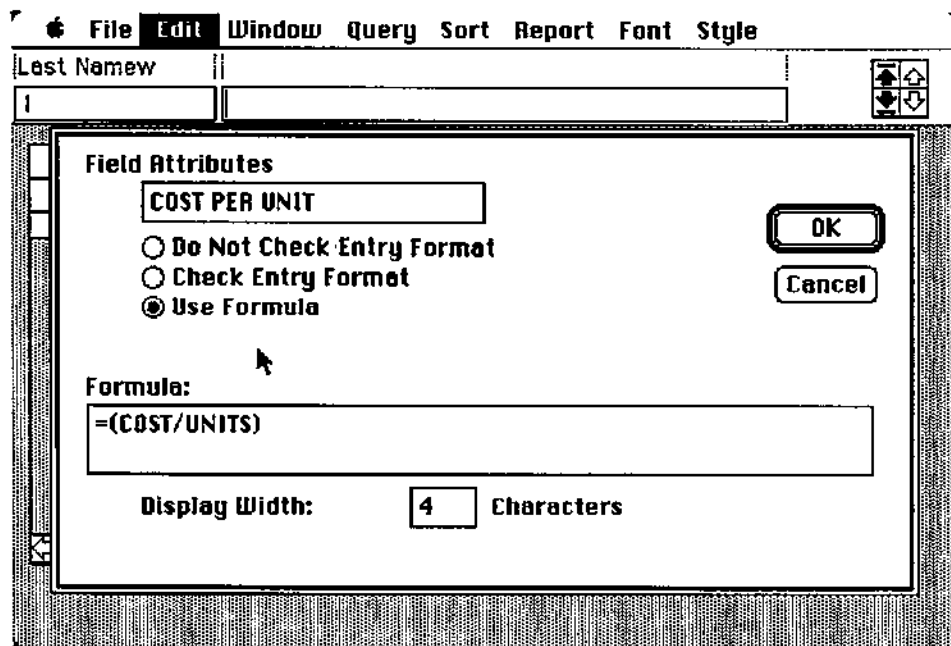 File Edit Window Query Sort Report Font Style
Last Namew
1
Field Attributes
COST PER UNIT
OK
Do Not Check Entry Format
Check Entry Format
Cancel
Use Formula
Formula:
=(COST/UNITS)
Display Width: 4 Characters